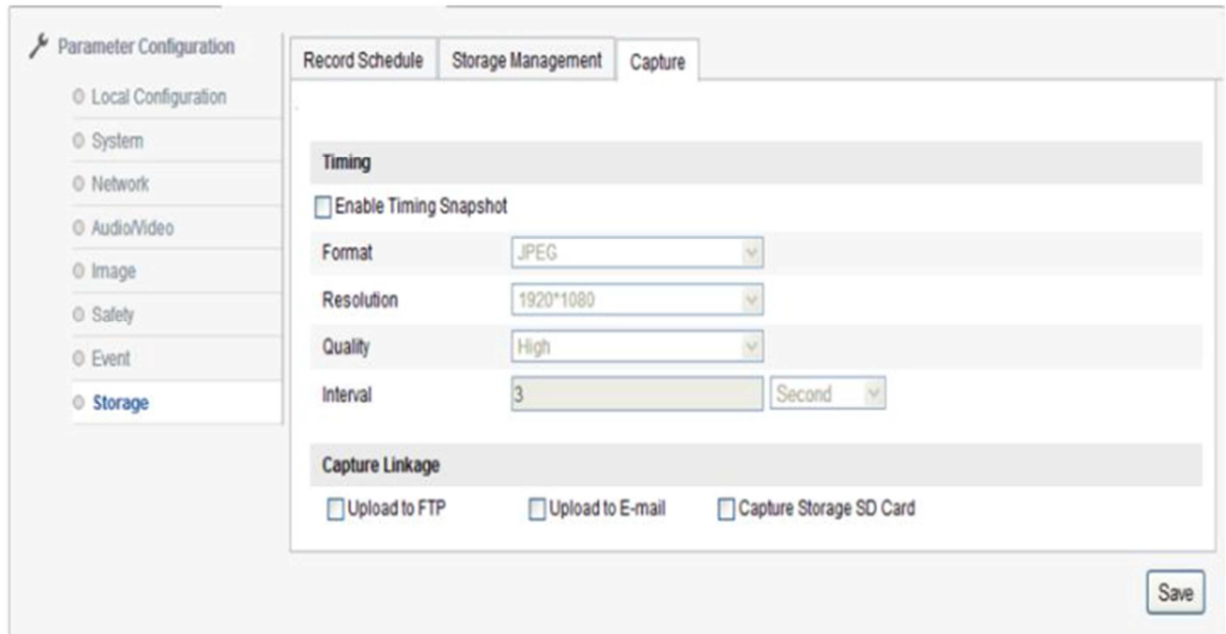 Parameter Configuration
Local Configuration
System
Network
Audio/Video
Image
Safety
Event
Storage
Record Schedule
Storage Management
Capture
Timing
Enable Timing Snapshot
Format JPEG
Resolution 1920*1080
Quality High
Interval 3 Second
Capture Linkage
Upload to FTP Upload to E-mail Capture Storage SD Card
Save